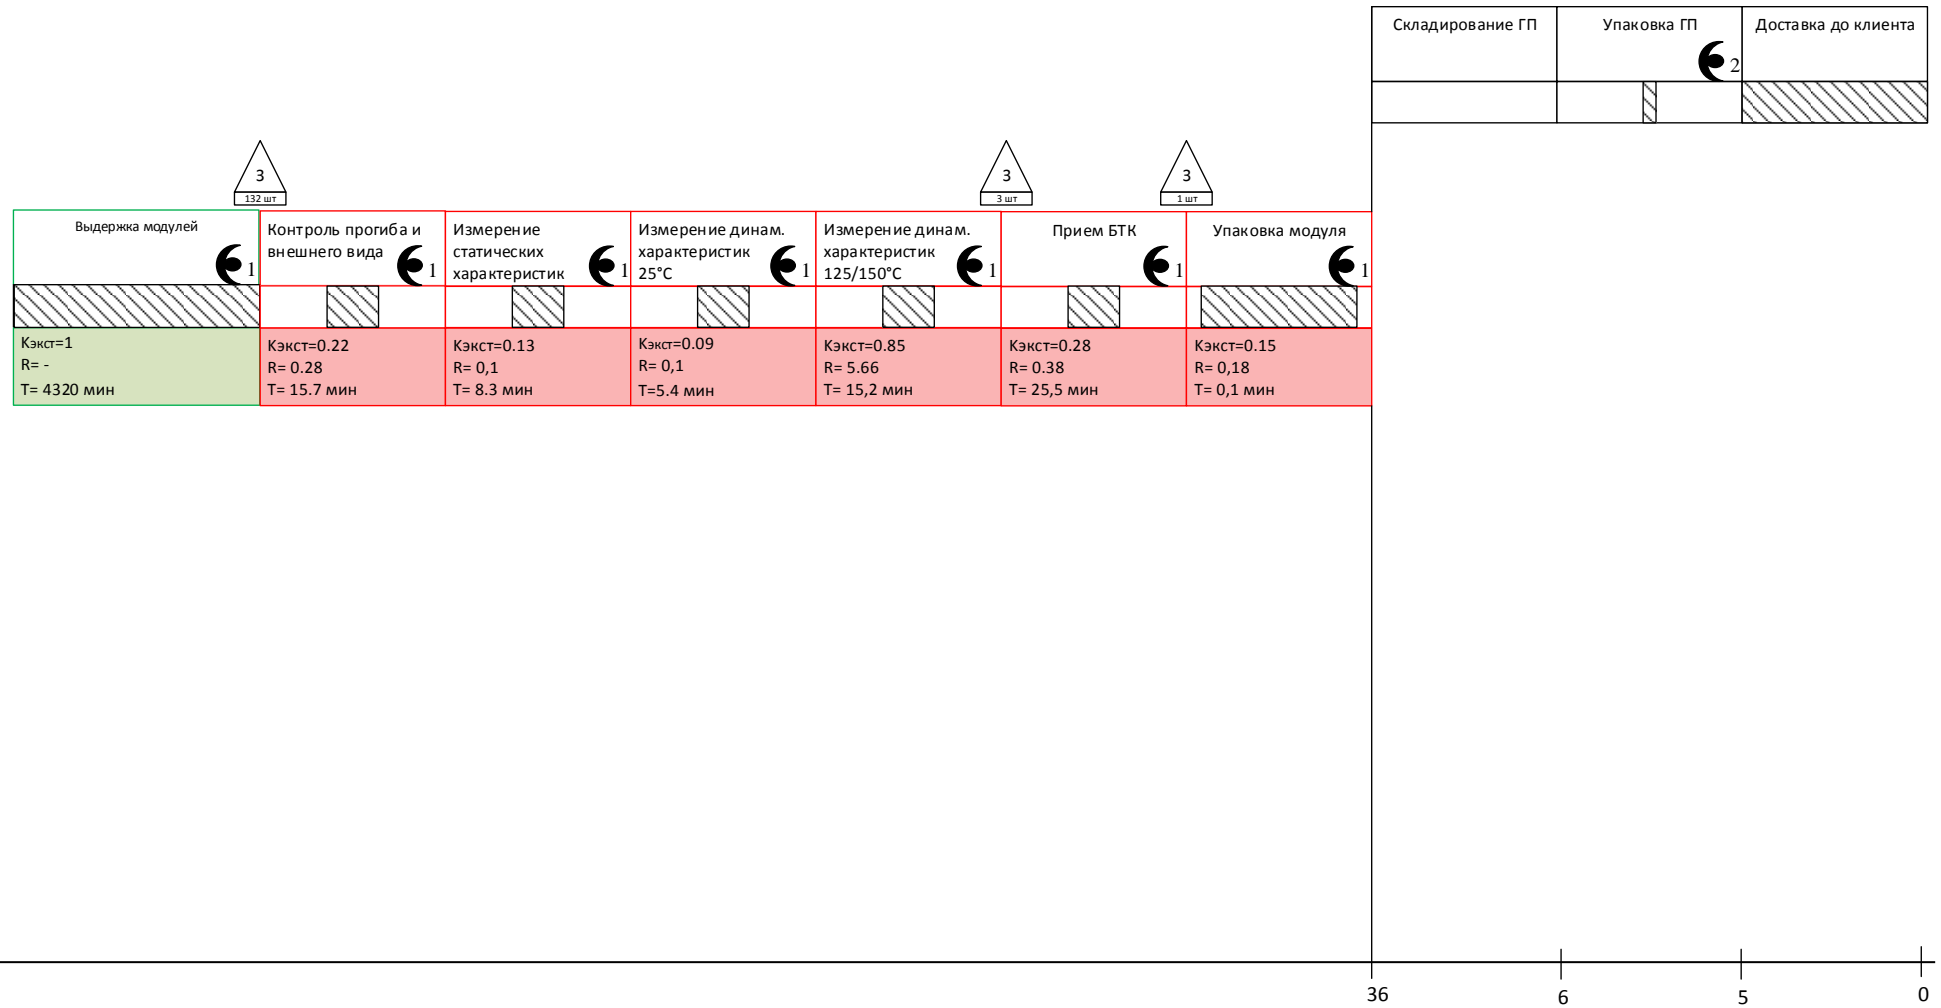 Складирование ГП
Упаковка ГП
2
Доставка до клиента
3
132 шт
3
3 шт
3
1 шт
Выдержка модулей
1
Контроль прогиба и
внешнего вида
1
Измерение
статических
характеристик
1
Измерение динам.
характеристик
25°C
1
Измерение динам.
характеристик
125/150°C
1
Прием БТК
1
Упаковка модуля
1
Кэкст=1
R= -
T= 4320 мин
Кэкст=0.22
R= 0.28
T= 15.7 мин
Кэкст=0.13
R= 0,1
T= 8.3 мин
Кэкст=0.09
R= 0,1
T=5.4 мин
Кэкст=0.85
R= 5.66
T= 15,2 мин
Кэкст=0.28
R= 0.38
T= 25,5 мин
Кэкст=0.15
R= 0,18
T= 0,1 мин
36
6
5
0